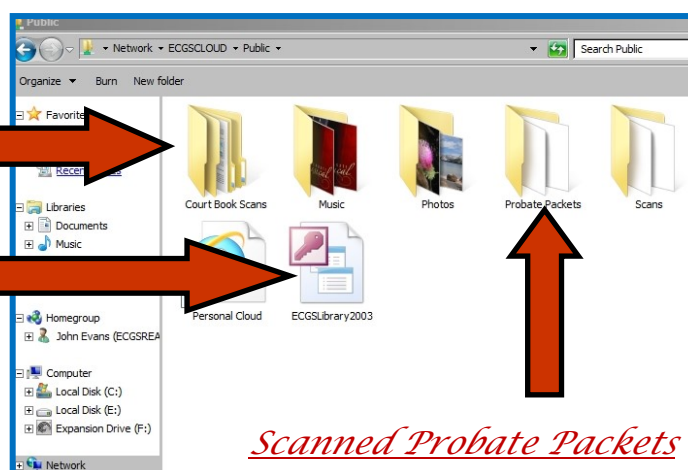 Public
Network ECGSCLOUD Public
Search Public
Organize Burn New folder
Favorite
Libraries
Documents
Music
Homegroup
John Evans (ECGSREA
Computer
Local Disk (C:)
Local Disk (E:)
Expansion Drive (F:)
Network
Court Book Scans Music Photos Probate Packets Scans
Personal Cloud ECGSLibrary2003
Scanned Probate Packets